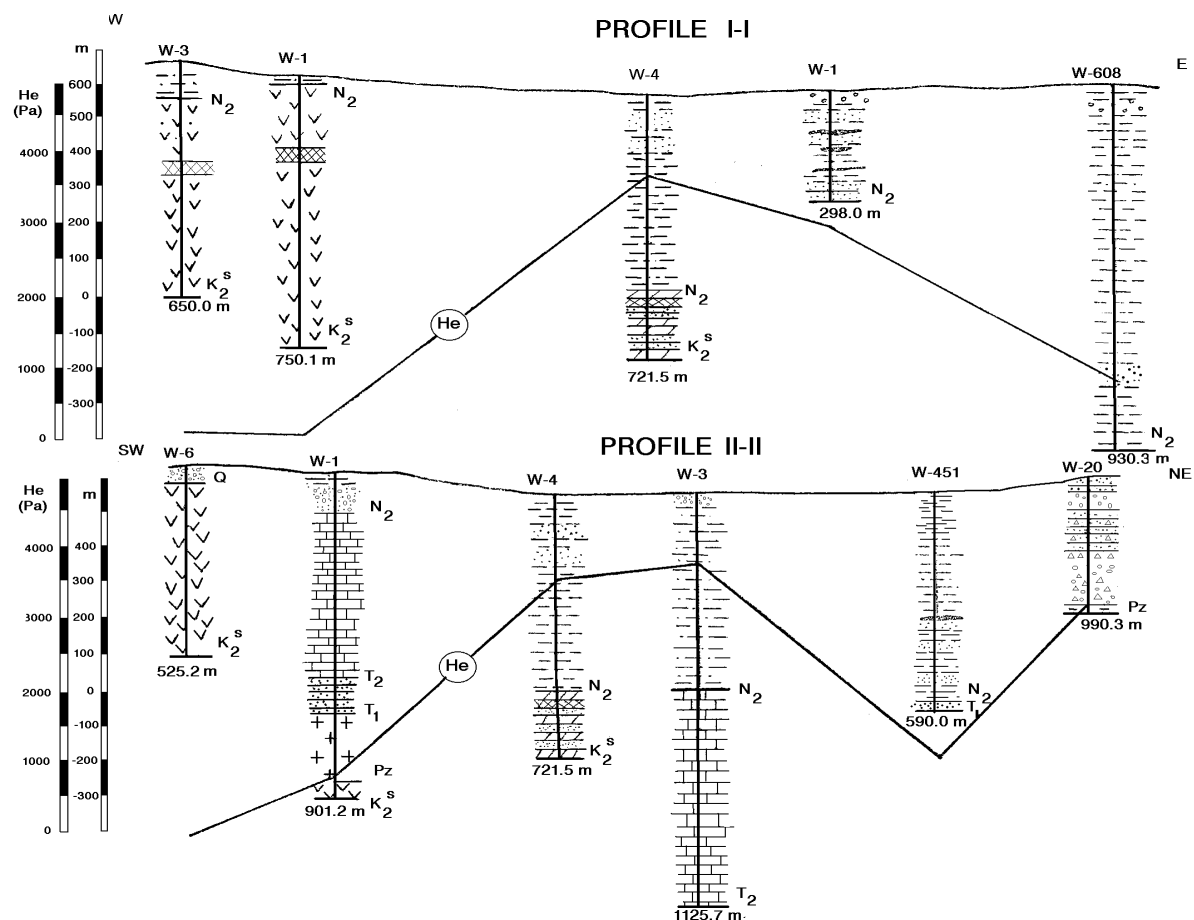 W
PROFILE I-I
E
m
W-3
W-1
W-4
W-1
W-608
He
(Pa)
600
500
400
300
200
100
0
-100
-200
-300
4000
3000
2000
1000
0
N2
N2
N2
N2
N2
298.0 m
K2s
650.0 m
He
K2s
750.1 m
K2s
721.5 m
930.3 m
SW
PROFILE II-II
NE
W-6
W-1
W-4
W-3
W-451
W-20
He
(Pa)
m
Q
N2
4000
3000
2000
1000
0
400
300
200
100
0
-100
-200
-300
K2s
525.2 m
He
T2
T1
Pz
K2s
901.2 m
N2
K2s
721.5 m
N2
T2
1125.7 m.
N2
T1
590.0 m
Pz
990.3 m